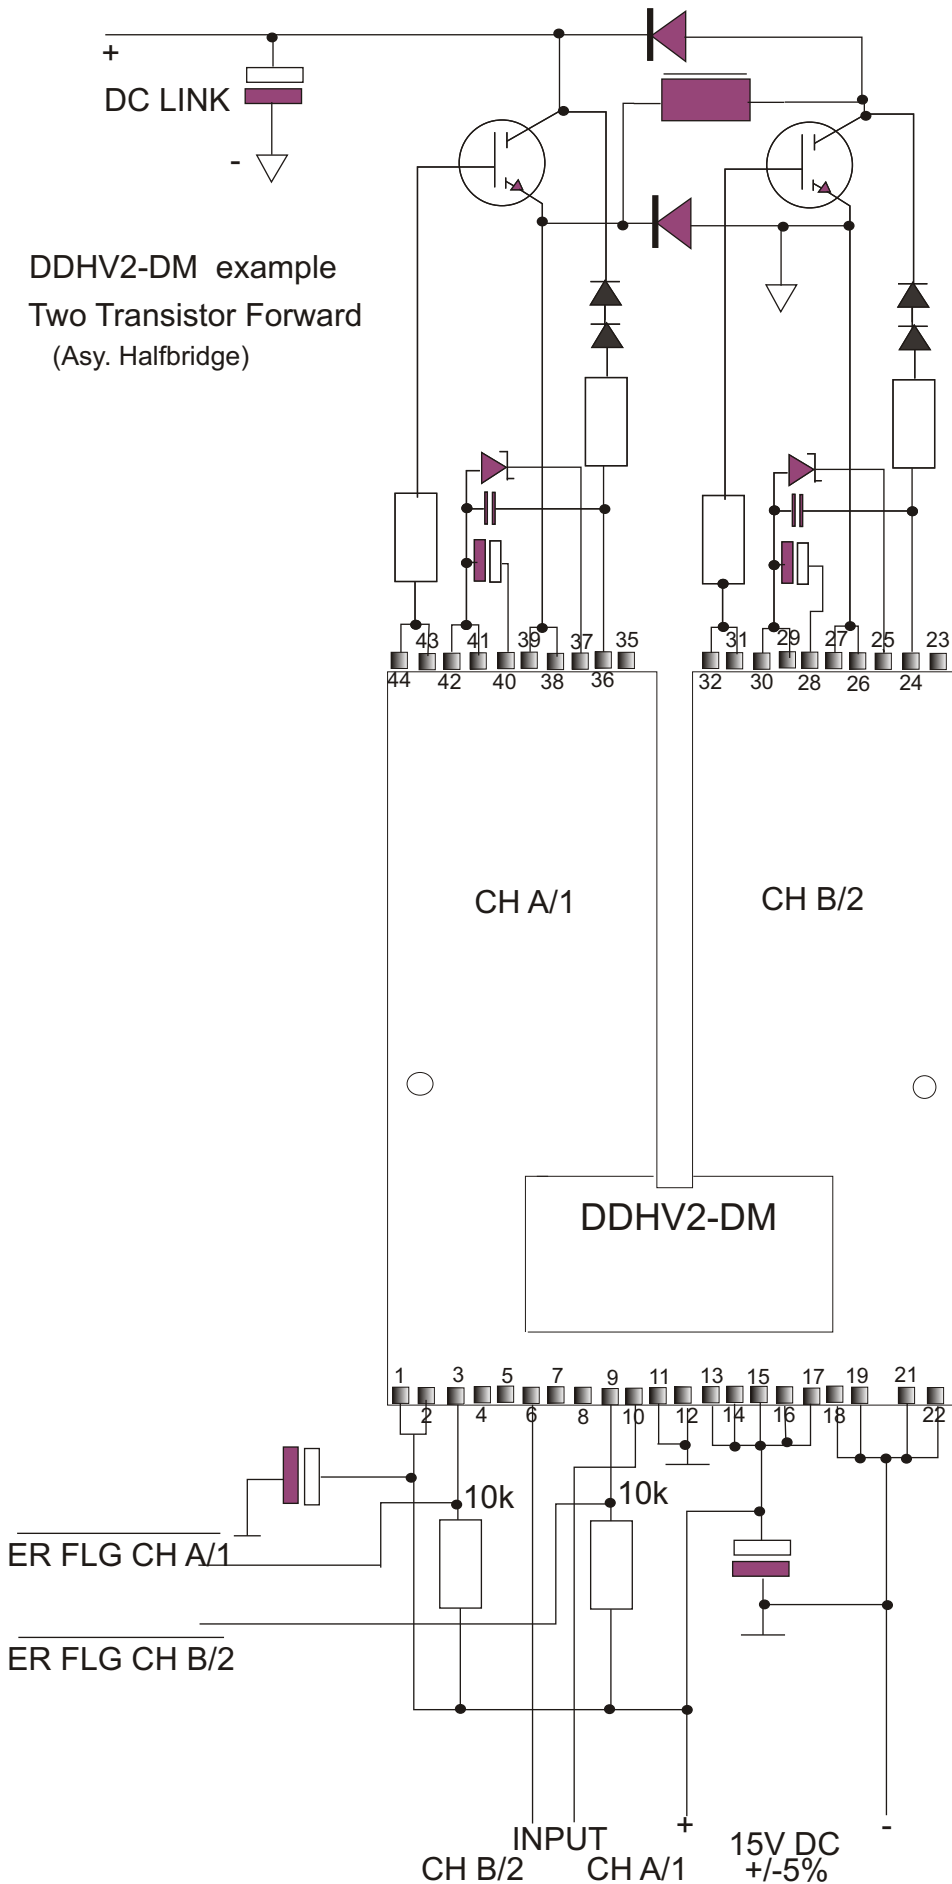 +
DC LINK
-
DDHV2-DM example
Two Transistor Forward
(Asy. Halfbridge)
43 41 39 37 35 31 29 27 25 23
44 42 40 38 36 32 30 28 26 24
CH A/1
CH B/2
DDHV2-DM
1 3 5 7 9 11 13 15 17 19 21
2 4 6 8 10 12 14 16 18 22
10k 10k
ER FLG CH A/1
ER FLG CH B/2
+ -
INPUT 15V DC
CH B/2 CH A/1 +/-5%